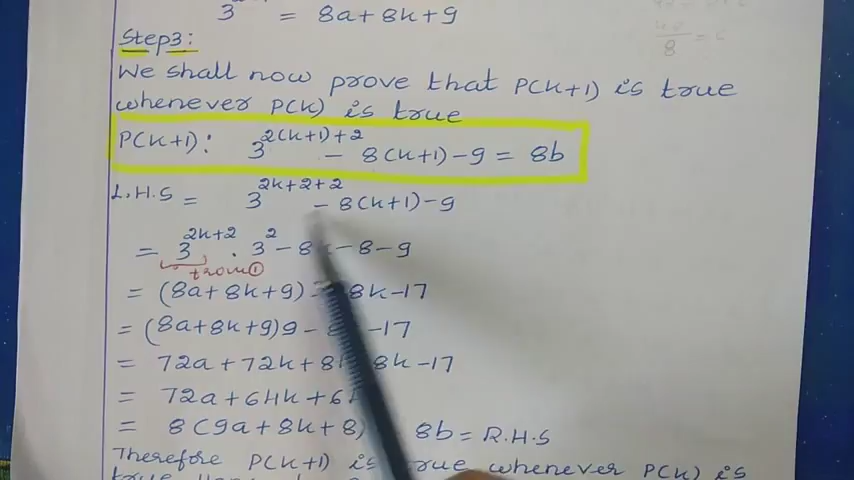 3 = 8a+8k+9
Step3:
We shall now prove that P(k+1) is true
whenever P(k) is true
P(k+1): 3^2(k+1)+2 - 8(k+1)-9 = 8b
L.H.S = 3^2k+2+2 - 8(k+1)-9
= 3^2k+2 . 3^2 - 8k-8-9
from ①
= (8a+8k+9) 8k-17
= (8a+8k+9)9 - -17
= 72a+72k+8 8k-17
= 72a+64k+6
= 8(9a+8k+8) 8b = R.H.S
Therefore P(k+1) is true whenever P(k) is